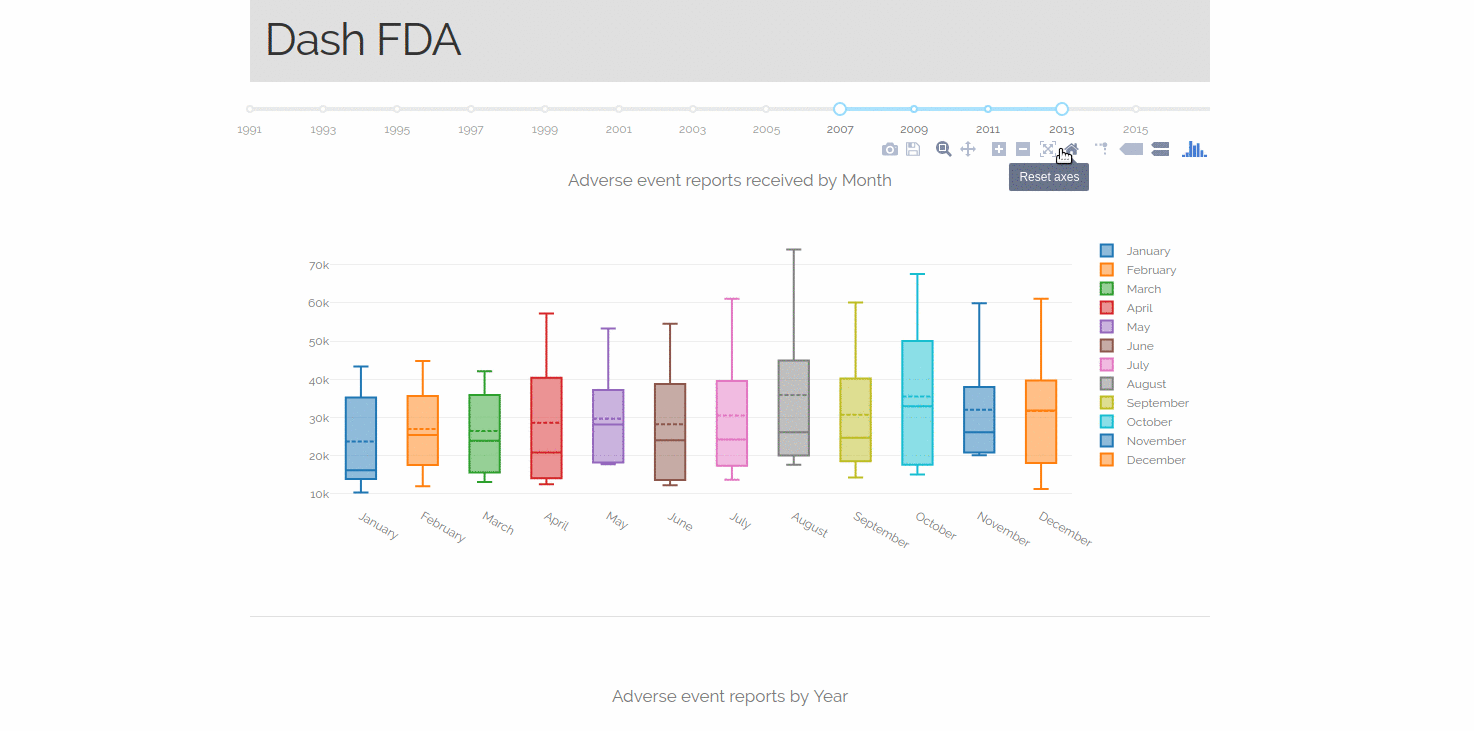 Dash FDA
1991 1993 1995 1997 1999 2001 2003 2005 2007 2009 2011 2013 2015
Reset axes
Adverse event reports received by Month
70k
60k
50k
40k
30k
20k
10k
January February March April May June July August September October November December
January
February
March
April
May
June
July
August
September
October
November
December
Adverse event reports by Year